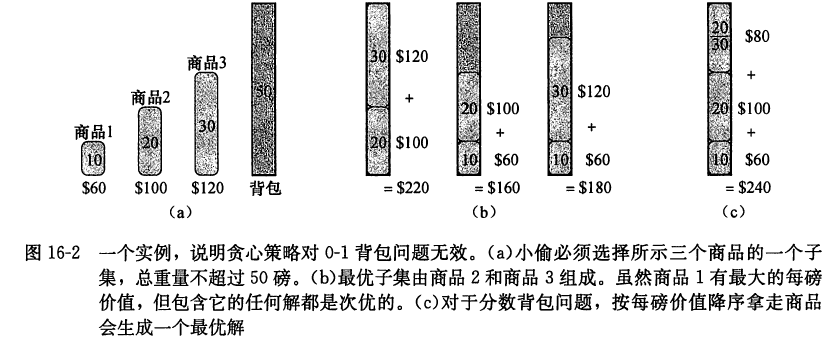 商品1
10
$60
商品2
20
$100
商品3
30
$120
50
背包
(a)
30 $120
+
20 $100
=$220
20 $100
+
10 $60
=$160
30 $120
+
10 $60
=$180
(b)
20
30 $80
+
20 $100
+
10 $60
=$240
(c)
图 16-2 一个实例，说明贪心策略对 0-1 背包问题无效。(a)小偷必须选择所示三个商品的一个子
集，总重量不超过 50 磅。(b)最优子集由商品 2 和商品 3 组成。虽然商品 1 有最大的每磅
价值，但包含它的任何解都是次优的。(c)对于分数背包问题，按每磅价值降序拿走商品
会生成一个最优解